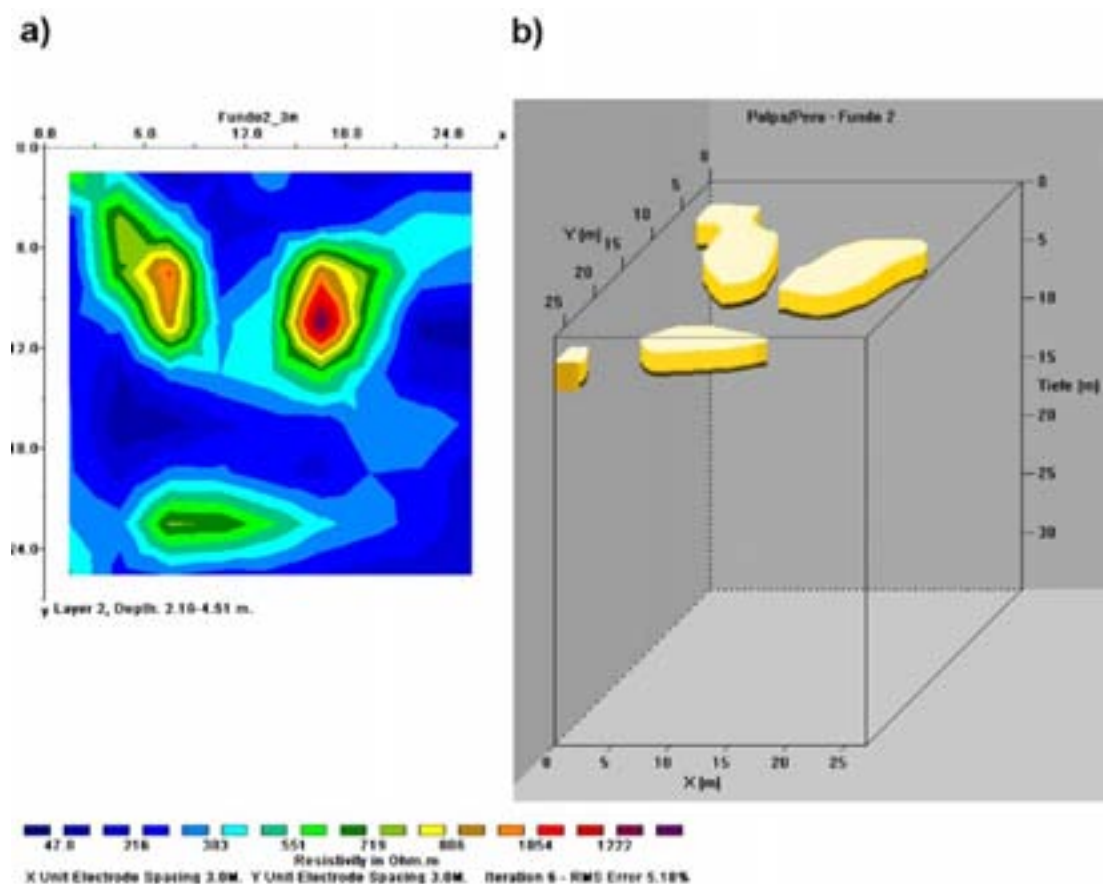 a)
b)
Fundo2_3m
0.0 6.0 12.0 18.0 24.0 x
0.0
6.0
12.0
18.0
24.0
y Layer 2, Depth: 2.10-4.51 m.
Palpa/Peru - Fundo 2
0
5
10
15
20
25
Y [m]
0
5
10
15
20
25
30
Tiefe [m]
0 5 10 15 20 25
X [m]
47.0 216 383 551 719 886 1054 1222
Resistivity in Ohm.m
X Unit Electrode Spacing 3.0M. Y Unit Electrode Spacing 3.0M. Iteration 6 - RMS Error 5.10%